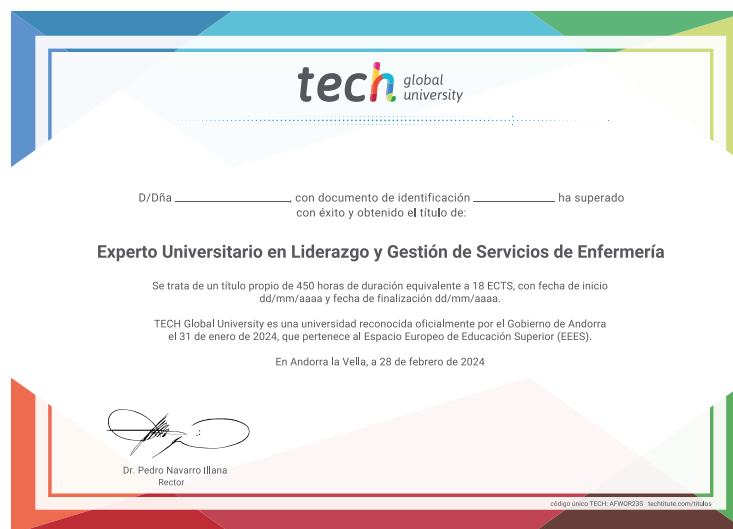 tech global
university
D/Dña ______________, con documento de identificación __________ ha superado
con éxito y obtenido el título de:
Experto Universitario en Liderazgo y Gestión de Servicios de Enfermería
Se trata de un título propio de 450 horas de duración equivalente a 18 ECTS, con fecha de inicio
dd/mm/aaaa y fecha de finalización dd/mm/aaaa.
TECH Global University es una universidad reconocida oficialmente por el Gobierno de Andorra
el 31 de enero de 2024, que pertenece al Espacio Europeo de Educación Superior (EEES).
En Andorra la Vella, a 28 de febrero de 2024
Dr. Pedro Navarro Illana
Rector
código único TECH: AFWOR23S techtitute.com/titulos